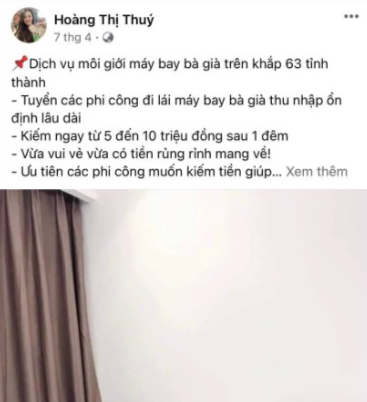 Hoàng Thị Thuý
7 thg 4 ·
📌Dịch vụ môi giới máy bay bà già trên khắp 63 tỉnh
thành
- Tuyển các phi công đi lái máy bay bà già thu nhập ổn
định lâu dài
- Kiếm ngay từ 5 đến 10 triệu đồng sau 1 đêm
- Vừa vui vẻ vừa có tiền rủng rỉnh mang về!
- Ưu tiên các phi công muốn kiếm tiền giúp... Xem thêm